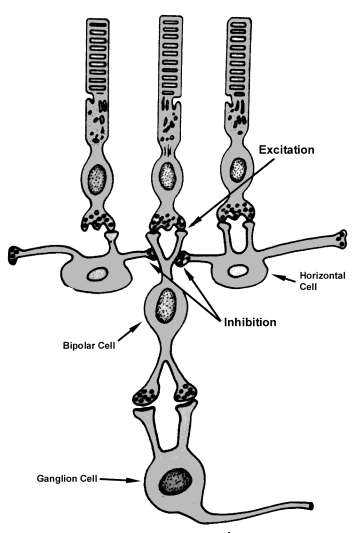 Excitation
Horizontal
Cell
Inhibition
Bipolar Cell
Ganglion Cell